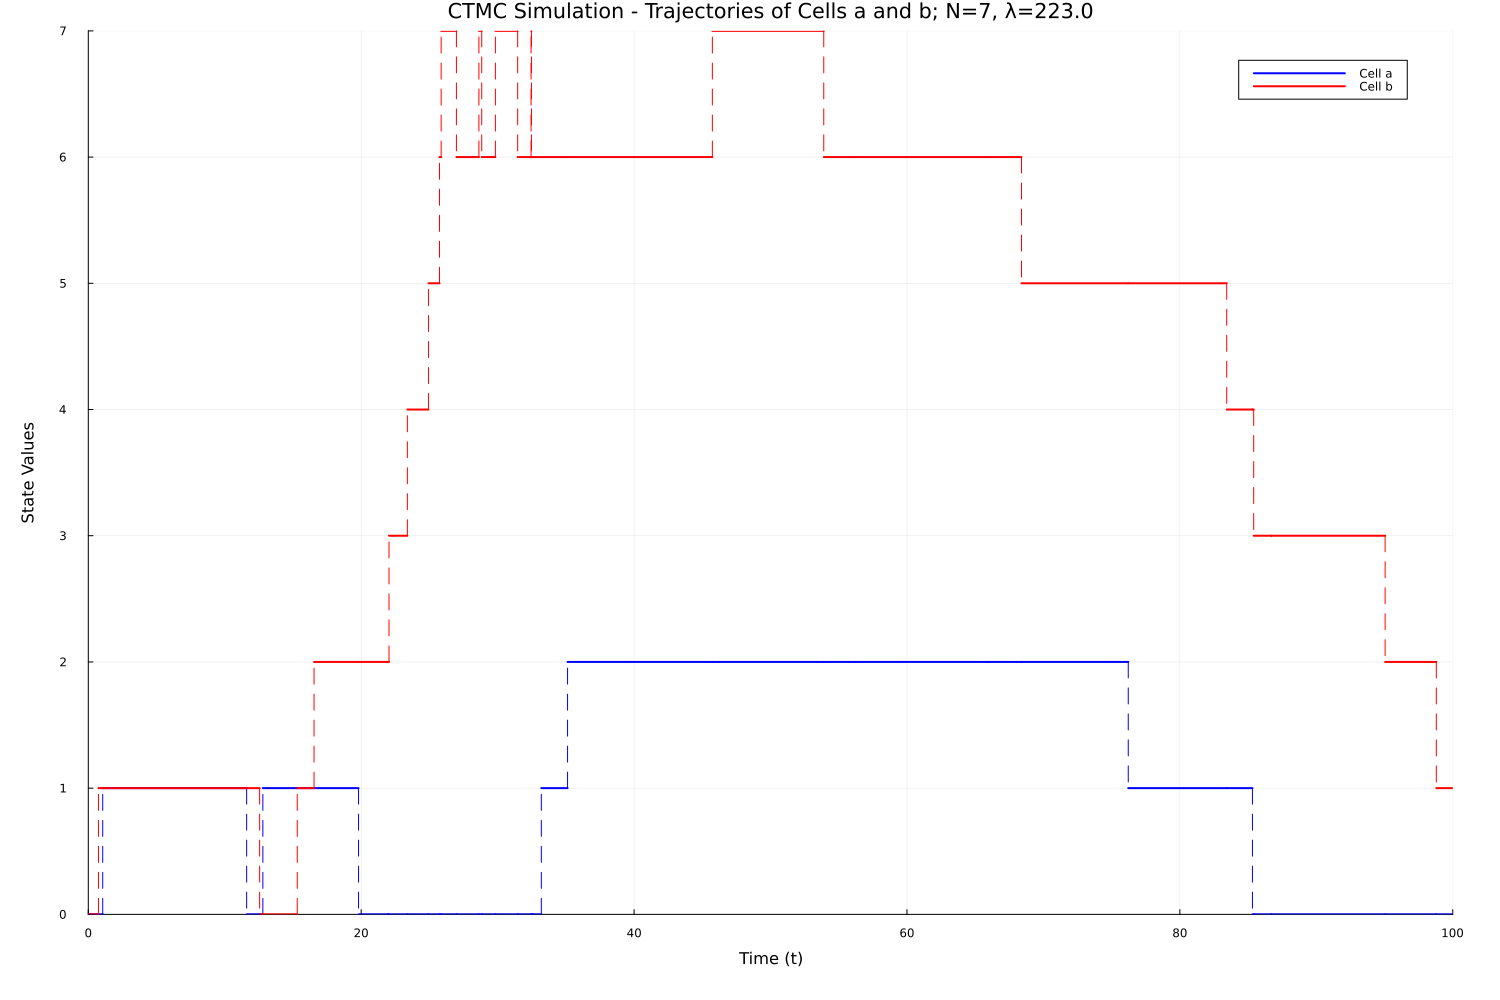 CTMC Simulation - Trajectories of Cells a and b; N=7, λ=223.0
Cell a
Cell b
State Values
7
6
5
4
3
2
1
0
0 20 40 60 80 100
Time (t)